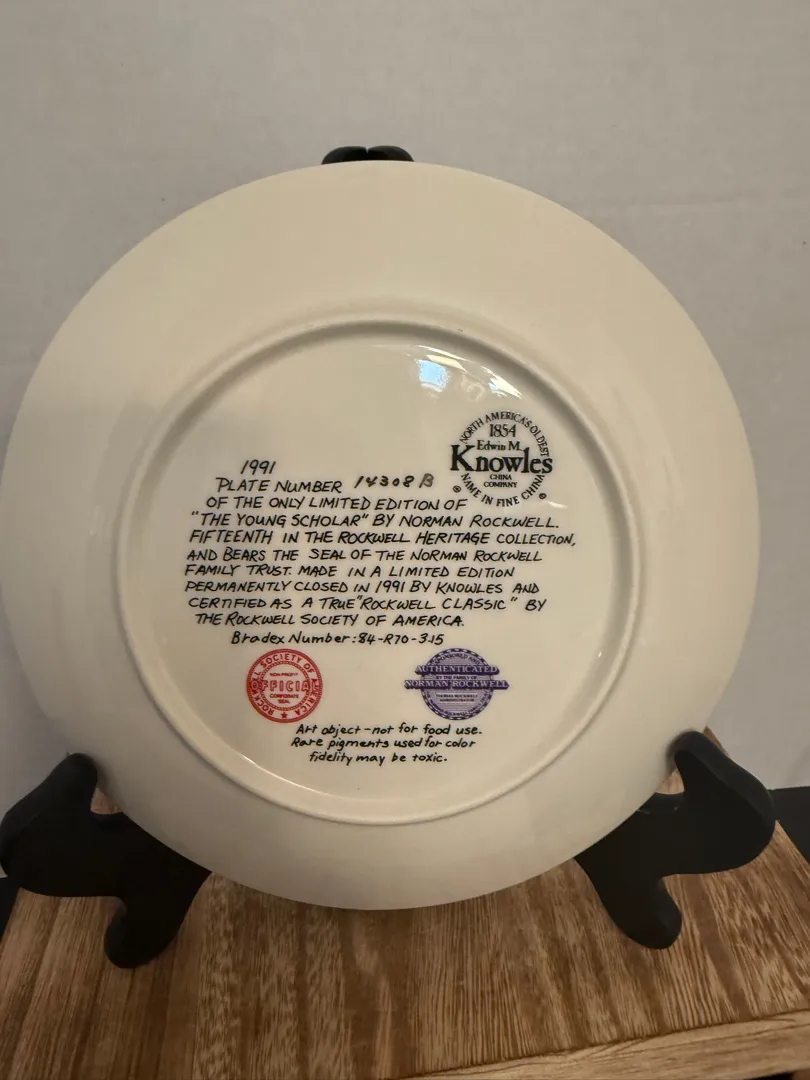 NORTH AMERICA'S OLDEST
1854
Edwin M.
Knowles
CHINA
COMPANY
NAME IN FINE CHINA
1991
PLATE NUMBER 14308 B
OF THE ONLY LIMITED EDITION OF
"THE YOUNG SCHOLAR" BY NORMAN ROCKWELL.
FIFTEENTH IN THE ROCKWELL HERITAGE COLLECTION,
AND BEARS THE SEAL OF THE NORMAN ROCKWELL
FAMILY TRUST. MADE IN A LIMITED EDITION
PERMANENTLY CLOSED IN 1991 BY KNOWLES AND
CERTIFIED AS A TRUE "ROCKWELL CLASSIC" BY
THE ROCKWELL SOCIETY OF AMERICA.
Bradex Number: 84-R70-3.15
ROCKWELL SOCIETY OF AMERICA
NON-PROFIT
OFFICIAL
CORPORATE
SEAL
AUTHENTICATED
BY THE FAMILY OF
NORMAN ROCKWELL
Art object - not for food use.
Rare pigments used for color
fidelity may be toxic.